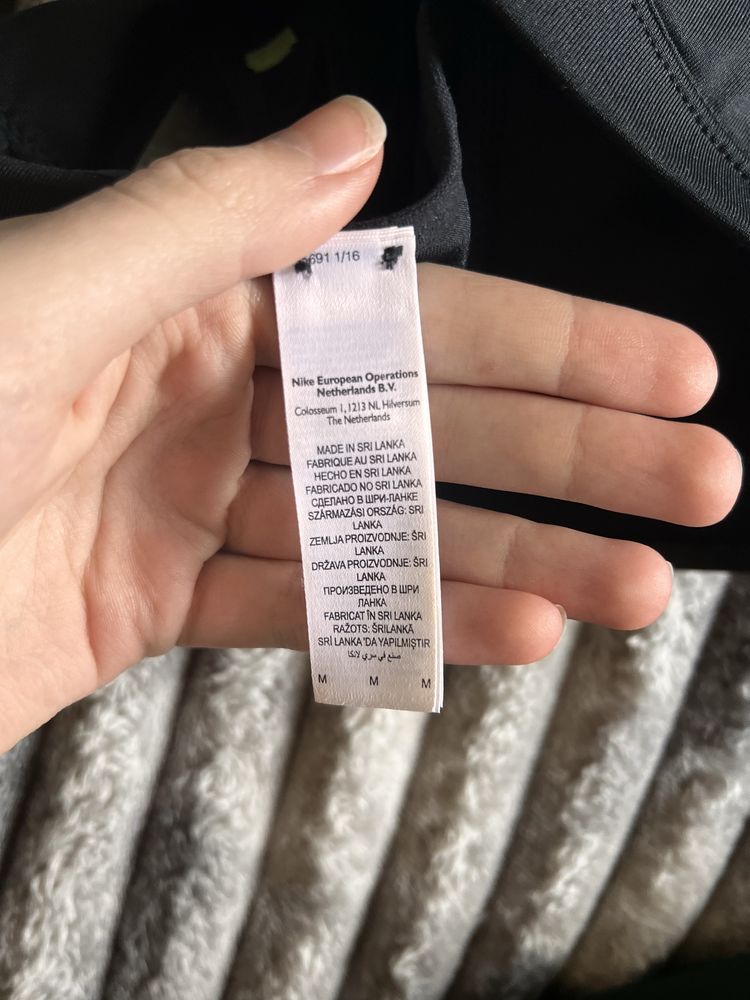 691 1/16
Nike European Operations
Netherlands B.V.
Colosseum 1, 1213 NL Hilversum
The Netherlands
MADE IN SRI LANKA
FABRIQUE AU SRI LANKA
HECHO EN SRI LANKA
FABRICADO NO SRI LANKA
СДЕЛАНО В ШРИ-ЛАНКЕ
SZÁRMAZÁSI ORSZÁG: SRI
LANKA
ZEMLJA PROIZVODNJE: ŠRI
LANKA
DRŽAVA PROIZVODNJE: ŠRI
LANKA
ПРОИЗВЕДЕНО В ШРИ
ЛАНКА
FABRICAT ÎN SRI LANKA
RAŽOTS: ŠRILANKĀ
SRİ LANKA 'DA YAPILMIŞTIR
صنع في سري لانكا
M M M